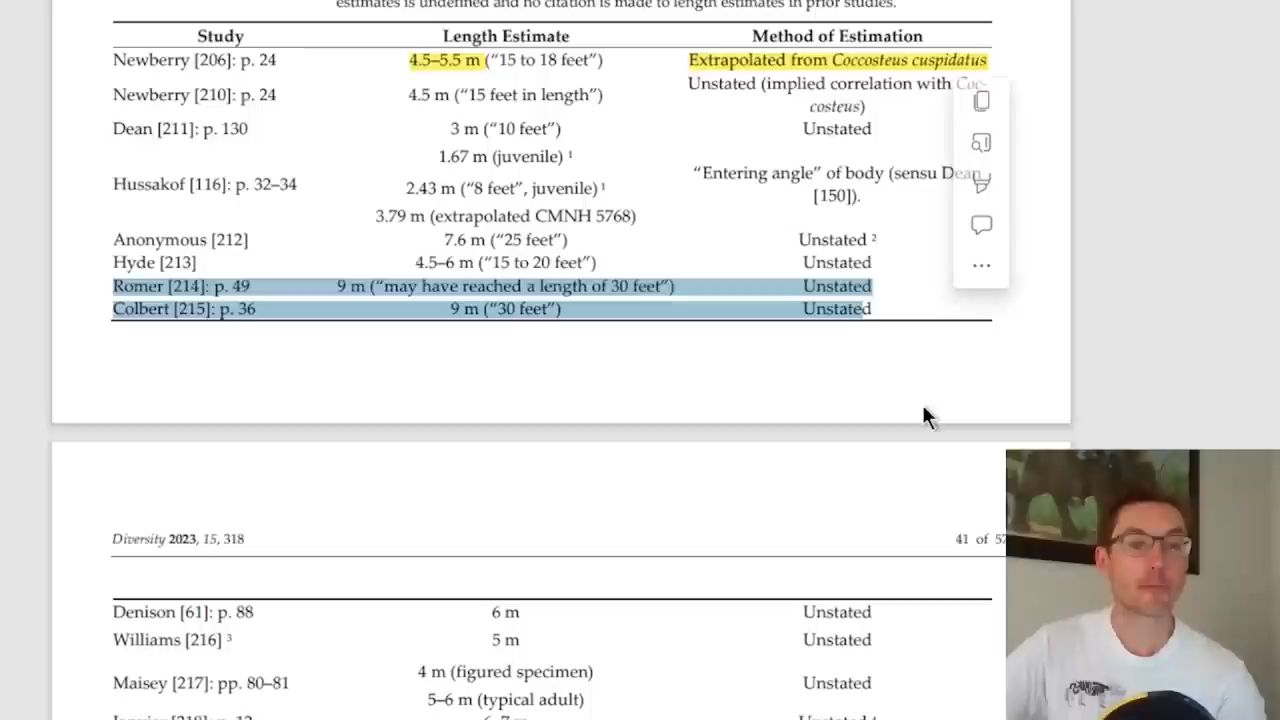 estimates is undefined and no citation is made to length estimates in prior studies.
Study Length Estimate Method of Estimation
Newberry [206]: p. 24 4.5–5.5 m (“15 to 18 feet”) Extrapolated from Coccosteus cuspidatus
Newberry [210]: p. 24 4.5 m (“15 feet in length”) Unstated (implied correlation with Coc-
costeus)
Dean [211]: p. 130 3 m (“10 feet”) Unstated
Hussakof [116]: p. 32–34
1.67 m (juvenile) ¹
2.43 m (“8 feet”, juvenile) ¹
3.79 m (extrapolated CMNH 5768)
“Entering angle” of body (sensu Dean
[150]).
Anonymous [212] 7.6 m (“25 feet”) Unstated ²
Hyde [213] 4.5–6 m (“15 to 20 feet”) Unstated
Romer [214]: p. 49 9 m (“may have reached a length of 30 feet”) Unstated
Colbert [215]: p. 36 9 m (“30 feet”) Unstated
Diversity 2023, 15, 318 41 of 57
Denison [61]: p. 88 6 m Unstated
Williams [216] ³ 5 m Unstated
Maisey [217]: pp. 80–81
4 m (figured specimen)
5–6 m (typical adult)
Unstated